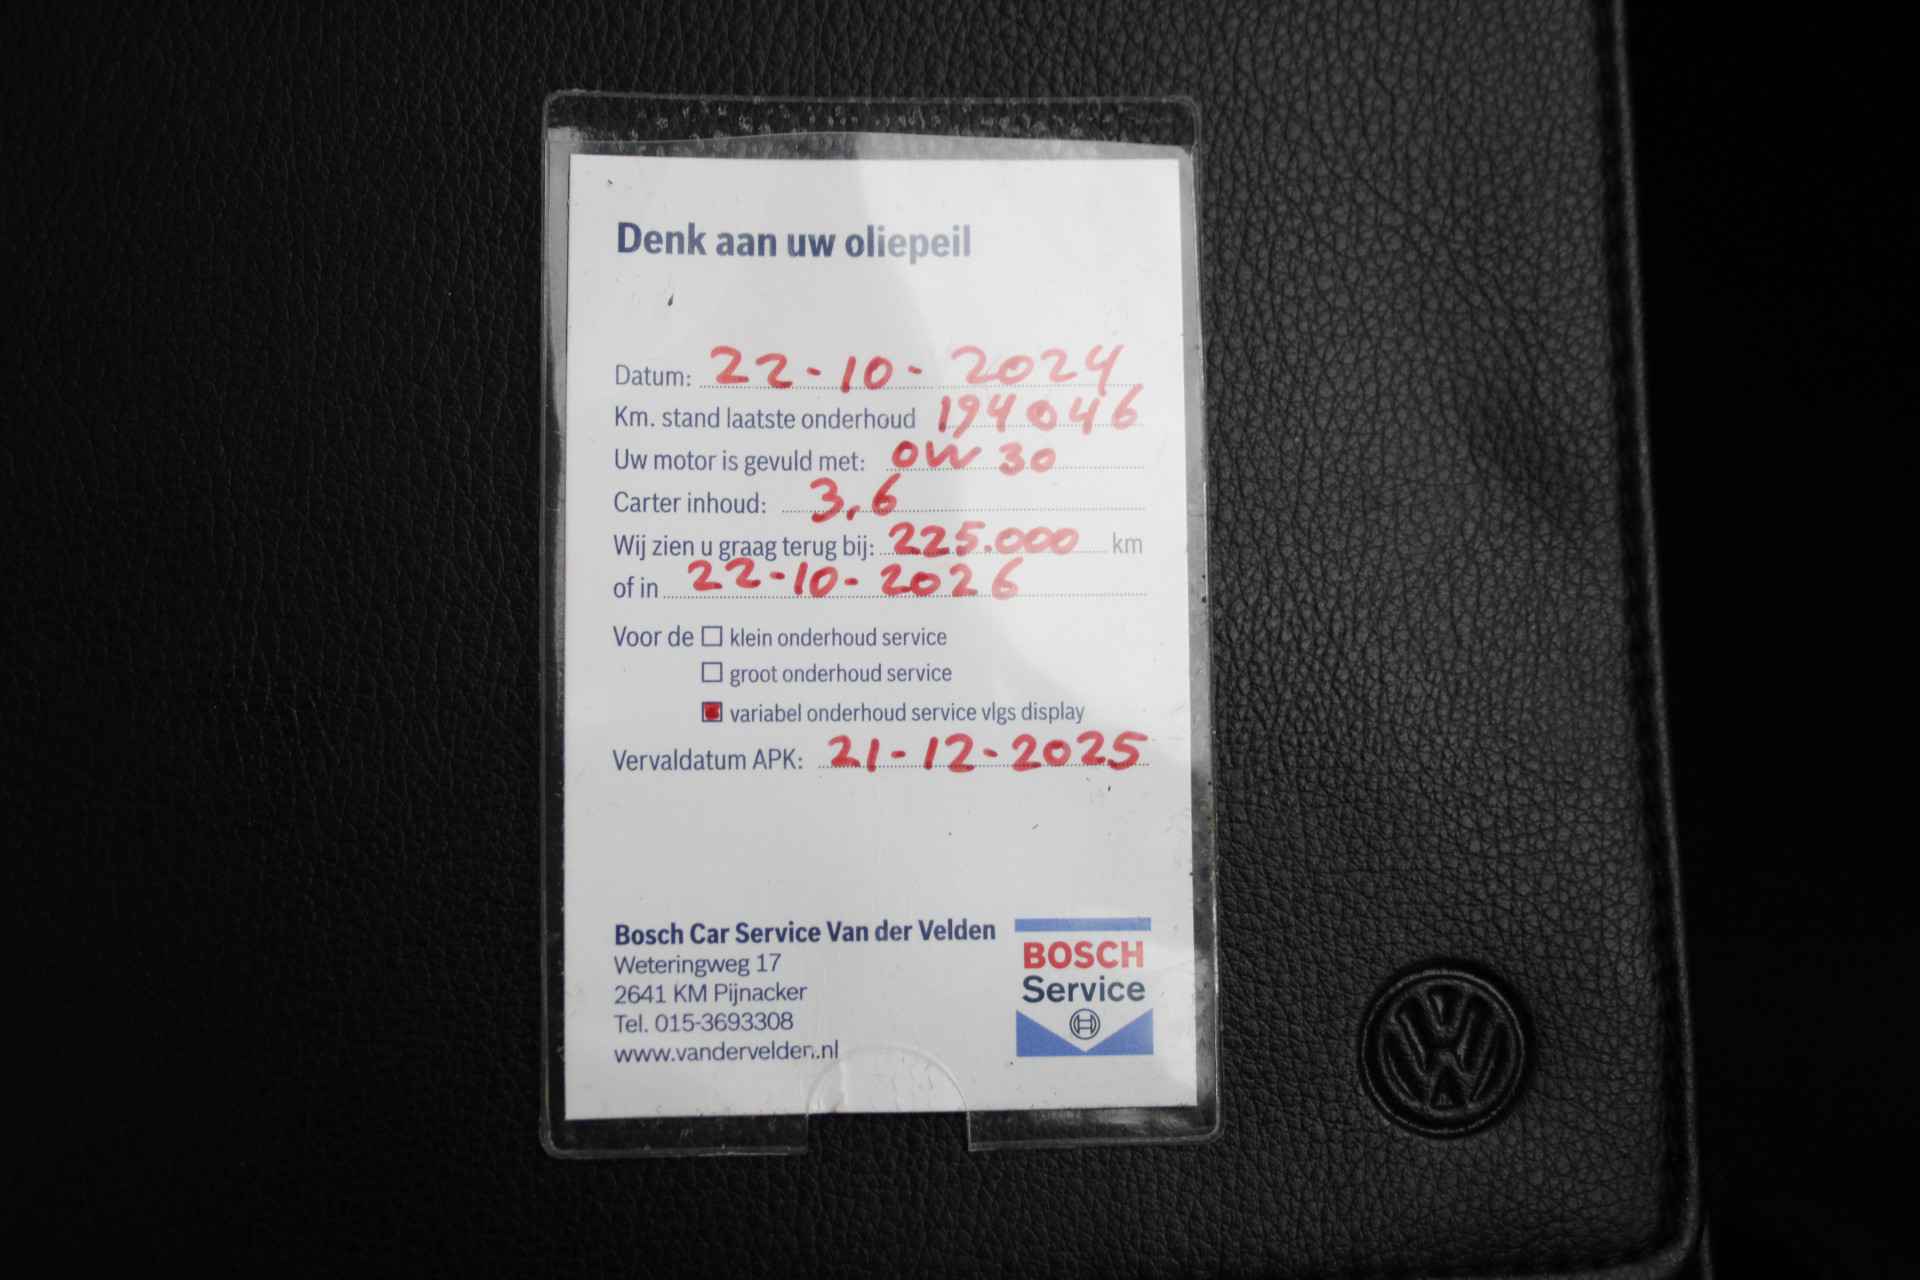 Denk aan uw oliepeil
Datum: 22-10-2024
Km. stand laatste onderhoud 194046
Uw motor is gevuld met: 0W 30
Carter inhoud: 3,6
Wij zien u graag terug bij: 225.000 km
of in 22-10-2026
Voor de klein onderhoud service
groot onderhoud service
variabel onderhoud service vlgs display
Vervaldatum APK: 21-12-2025
Bosch Car Service Van der Velden
Weteringweg 17
2641 KM Pijnacker
Tel. 015-3693308
www.vandervelden.nl
BOSCH
Service
VW